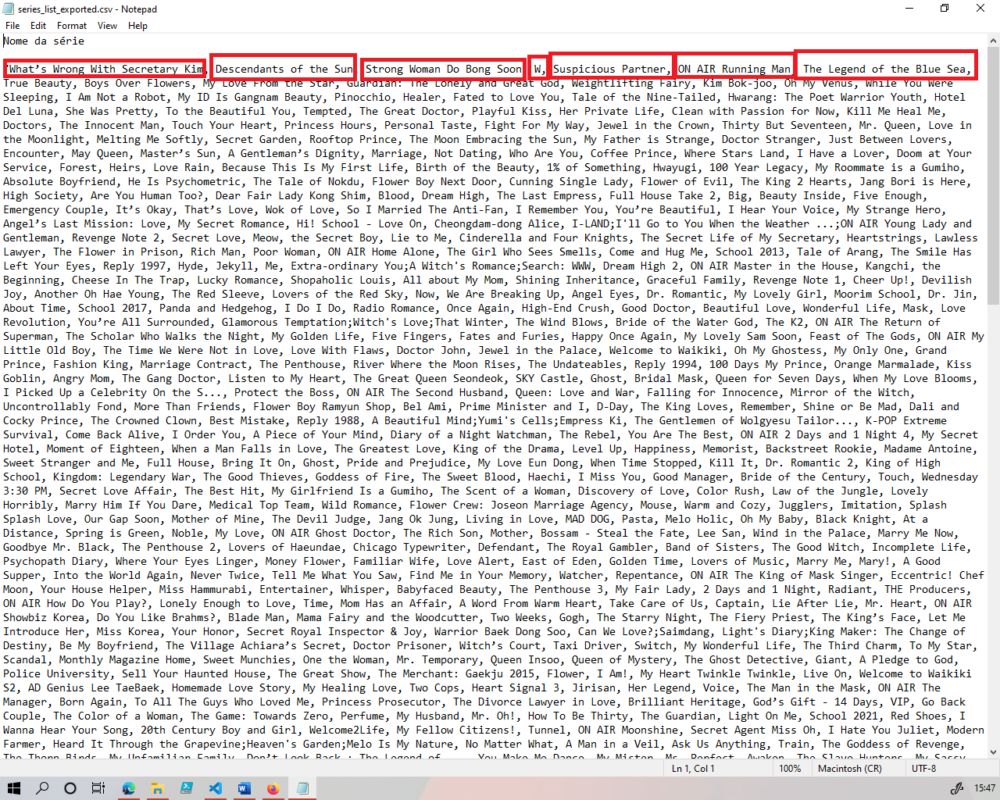 series_list_exported.csv - Notepad
File Edit Format View Help
Nome da série
"What’s Wrong With Secretary Kim, Descendants of the Sun, Strong Woman Do Bong Soon, W, Suspicious Partner, ON AIR Running Man, The Legend of the Blue Sea,
True Beauty, Boys Over Flowers, My Love From the Star, Guardian: The Lonely and Great God, Weightlifting Fairy, Kim Bok-joo, Oh My Venus, While You Were
Sleeping, I Am Not a Robot, My ID Is Gangnam Beauty, Pinocchio, Healer, Fated to Love You, Tale of the Nine-Tailed, Hwarang: The Poet Warrior Youth, Hotel
Del Luna, She Was Pretty, To the Beautiful You, Tempted, The Great Doctor, Playful Kiss, Her Private Life, Clean with Passion for Now, Kill Me Heal Me,
Doctors, The Innocent Man, Touch Your Heart, Princess Hours, Personal Taste, Fight For My Way, Jewel in the Crown, Thirty But Seventeen, Mr. Queen, Love in
the Moonlight, Melting Me Softly, Secret Garden, Rooftop Prince, The Moon Embracing the Sun, My Father is Strange, Doctor Stranger, Just Between Lovers,
Encounter, May Queen, Master’s Sun, A Gentleman’s Dignity, Marriage, Not Dating, Who Are You, Coffee Prince, Where Stars Land, I Have a Lover, Doom at Your
Service, Forest, Heirs, Love Rain, Because This Is My First Life, Birth of the Beauty, 1% of Something, Hwayugi, 100 Year Legacy, My Roommate is a Gumiho,
Absolute Boyfriend, He Is Psychometric, The Tale of Nokdu, Flower Boy Next Door, Cunning Single Lady, Flower of Evil, The King 2 Hearts, Jang Bori is Here,
High Society, Are You Human Too?, Dear Fair Lady Kong Shim, Blood, Dream High, The Last Empress, Full House Take 2, Big, Beauty Inside, Five Enough,
Emergency Couple, It’s Okay, That’s Love, Wok of Love, So I Married The Anti-Fan, I Remember You, You’re Beautiful, I Hear Your Voice, My Strange Hero,
Angel’s Last Mission: Love, My Secret Romance, Hi! School - Love On, Cheongdam-dong Alice, I-LAND;I'll Go to You When the Weather ...;ON AIR Young Lady and
Gentleman, Revenge Note 2, Secret Love, Meow, the Secret Boy, Lie to Me, Cinderella and Four Knights, The Secret Life of My Secretary, Heartstrings, Lawless
Lawyer, The Flower in Prison, Rich Man, Poor Woman, ON AIR Home Alone, The Girl Who Sees Smells, Come and Hug Me, School 2013, Tale of Arang, The Smile Has
Left Your Eyes, Reply 1997, Hyde, Jekyll, Me, Extra-ordinary You;A Witch's Romance;Search: WWW, Dream High 2, ON AIR Master in the House, Kangchi, the
Beginning, Cheese In The Trap, Lucky Romance, Shopaholic Louis, All about My Mom, Shining Inheritance, Graceful Family, Revenge Note 1, Cheer Up!, Devilish
Joy, Another Oh Hae Young, The Red Sleeve, Lovers of the Red Sky, Now, We Are Breaking Up, Angel Eyes, Dr. Romantic, My Lovely Girl, Moorim School, Dr. Jin,
About Time, School 2017, Panda and Hedgehog, I Do I Do, Radio Romance, Once Again, High-End Crush, Good Doctor, Beautiful Love, Wonderful Life, Mask, Love
Revolution, You’re All Surrounded, Glamorous Temptation;Witch's Love;That Winter, The Wind Blows, Bride of the Water God, The K2, ON AIR The Return of
Superman, The Scholar Who Walks the Night, My Golden Life, Five Fingers, Fates and Furies, Happy Once Again, My Lovely Sam Soon, Feast of The Gods, ON AIR My
Little Old Boy, The Time We Were Not in Love, Love With Flaws, Doctor John, Jewel in the Palace, Welcome to Waikiki, Oh My Ghostess, My Only One, Grand
Prince, Fashion King, Marriage Contract, The Penthouse, River Where the Moon Rises, The Undateables, Reply 1994, 100 Days My Prince, Orange Marmalade, Kiss
Goblin, Angry Mom, The Gang Doctor, Listen to My Heart, The Great Queen Seondeok, SKY Castle, Ghost, Bridal Mask, Queen for Seven Days, When My Love Blooms,
I Picked Up a Celebrity On the S..., Protect the Boss, ON AIR The Second Husband, Queen: Love and War, Falling for Innocence, Mirror of the Witch,
Uncontrollably Fond, More Than Friends, Flower Boy Ramyun Shop, Bel Ami, Prime Minister and I, D-Day, The King Loves, Remember, Shine or Be Mad, Dali and
Cocky Prince, The Crowned Clown, Best Mistake, Reply 1988, A Beautiful Mind;Yumi's Cells;Empress Ki, The Gentlemen of Wolgyesu Tailor..., K-POP Extreme
Survival, Come Back Alive, I Order You, A Piece of Your Mind, Diary of a Night Watchman, The Rebel, You Are The Best, ON AIR 2 Days and 1 Night 4, My Secret
Hotel, Moment of Eighteen, When a Man Falls in Love, The Greatest Love, King of the Drama, Level Up, Happiness, Memorist, Backstreet Rookie, Madame Antoine,
Sweet Stranger and Me, Full House, Bring It On, Ghost, Pride and Prejudice, My Love Eun Dong, When Time Stopped, Kill It, Dr. Romantic 2, King of High
School, Kingdom: Legendary War, The Good Thieves, Goddess of Fire, The Sweet Blood, Haechi, I Miss You, Good Manager, Bride of the Century, Touch, Wednesday
3:30 PM, Secret Love Affair, The Best Hit, My Girlfriend Is a Gumiho, The Scent of a Woman, Discovery of Love, Color Rush, Law of the Jungle, Lovely
Horribly, Marry Him If You Dare, Medical Top Team, Wild Romance, Flower Crew: Joseon Marriage Agency, Mouse, Warm and Cozy, Jugglers, Imitation, Splash
Splash Love, Our Gap Soon, Mother of Mine, The Devil Judge, Jang Ok Jung, Living in Love, MAD DOG, Pasta, Melo Holic, Oh My Baby, Black Knight, At a
Distance, Spring is Green, Noble, My Love, ON AIR Ghost Doctor, The Rich Son, Mother, Bossam - Steal the Fate, Lee San, Wind in the Palace, Marry Me Now,
Goodbye Mr. Black, The Penthouse 2, Lovers of Haeundae, Chicago Typewriter, Defendant, The Royal Gambler, Band of Sisters, The Good Witch, Incomplete Life,
Psychopath Diary, Where Your Eyes Linger, Money Flower, Familiar Wife, Love Alert, East of Eden, Golden Time, Lovers of Music, Marry Me, Mary!, A Good
Supper, Into the World Again, Never Twice, Tell Me What You Saw, Find Me in Your Memory, Watcher, Repentance, ON AIR The King of Mask Singer, Eccentric! Chef
Moon, Your House Helper, Miss Hammurabi, Entertainer, Whisper, Babyfaced Beauty, The Penthouse 3, My Fair Lady, 2 Days and 1 Night, Radiant, THE Producers,
ON AIR How Do You Play?, Lonely Enough to Love, Time, Mom Has an Affair, A Word From Warm Heart, Take Care of Us, Captain, Lie After Lie, Mr. Heart, ON AIR
Showbiz Korea, Do You Like Brahms?, Blade Man, Mama Fairy and the Woodcutter, Two Weeks, Gogh, The Starry Night, The Fiery Priest, The King’s Face, Let Me
Introduce Her, Miss Korea, Your Honor, Secret Royal Inspector & Joy, Warrior Baek Dong Soo, Can We Love?;Saimdang, Light's Diary;King Maker: The Change of
Destiny, Be My Boyfriend, The Village Achiara’s Secret, Doctor Prisoner, Witch’s Court, Taxi Driver, Switch, My Wonderful Life, The Third Charm, To My Star,
Scandal, Monthly Magazine Home, Sweet Munchies, One the Woman, Mr. Temporary, Queen Insoo, Queen of Mystery, The Ghost Detective, Giant, A Pledge to God,
Police University, Sell Your Haunted House, The Great Show, The Merchant: Gaekju 2015, Flower, I Am!, My Heart Twinkle Twinkle, Live On, Welcome to Waikiki
S2, AD Genius Lee TaeBaek, Homemade Love Story, My Healing Love, Two Cops, Heart Signal 3, Jirisan, Her Legend, Voice, The Man in the Mask, ON AIR The
Manager, Born Again, To All The Guys Who Loved Me, Princess Prosecutor, The Divorce Lawyer in Love, Brilliant Heritage, God’s Gift - 14 Days, VIP, Go Back
Couple, The Color of a Woman, The Game: Towards Zero, Perfume, My Husband, Mr. Oh!, How To Be Thirty, The Guardian, Light On Me, School 2021, Red Shoes, I
Wanna Hear Your Song, 20th Century Boy and Girl, Welcome2Life, My Fellow Citizens!, Tunnel, ON AIR Moonshine, Secret Agent Miss Oh, I Hate You Juliet, Modern
Farmer, Heard It Through the Grapevine;Heaven's Garden;Melo Is My Nature, No Matter What, A Man in a Veil, Ask Us Anything, Train, The Goddess of Revenge,
The Thorn Birds, My Unfamilian Family, Don’t Look Back : The Legend of ..., You Make Me Dance, My Mister, Ms. Perfect, Awaken, The Slave Hunters, My Sassy
Ln 1, Col 1 100% Macintosh (CR) UTF-8
15:47